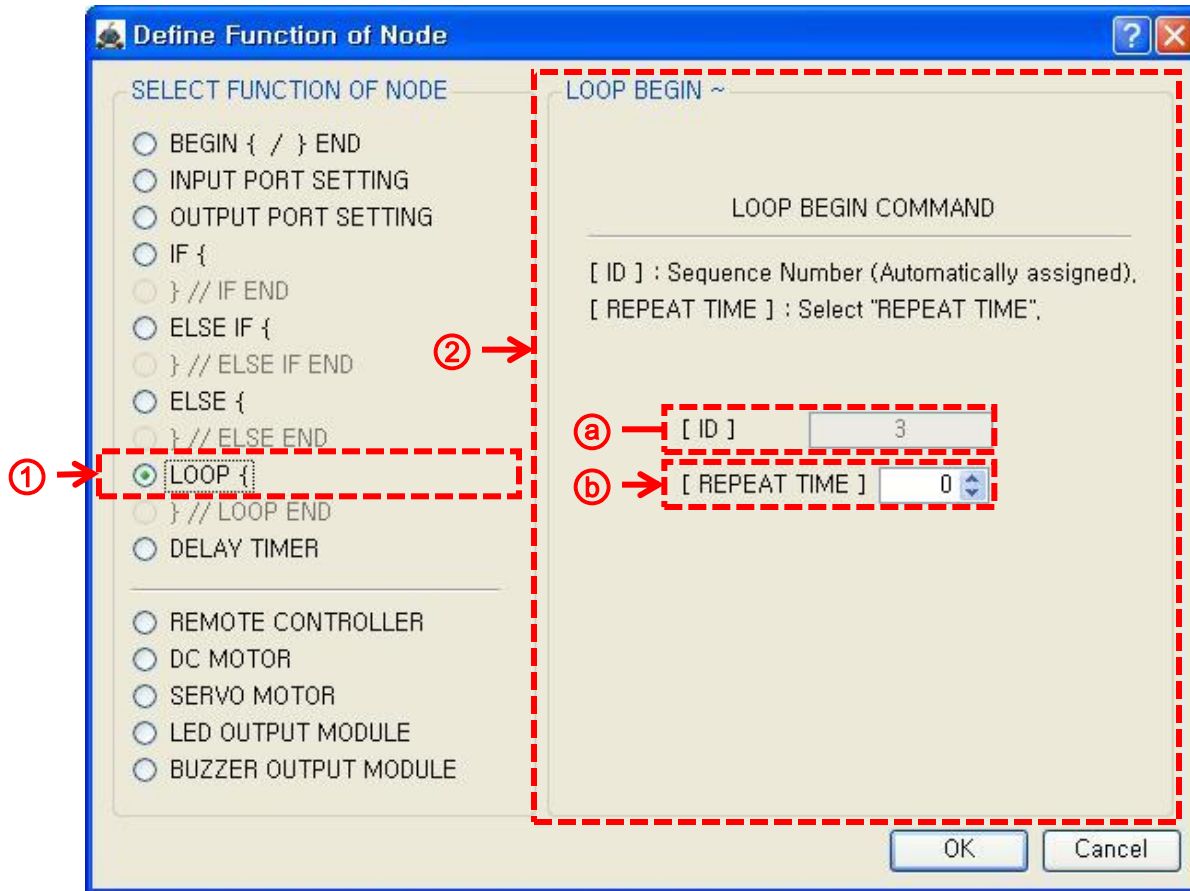 Define Function of Node
?
SELECT FUNCTION OF NODE
BEGIN { / } END
INPUT PORT SETTING
OUTPUT PORT SETTING
IF {
} // IF END
ELSE IF {
} // ELSE IF END
ELSE {
} // ELSE END
① LOOP {
} // LOOP END
DELAY TIMER
REMOTE CONTROLLER
DC MOTOR
SERVO MOTOR
LED OUTPUT MODULE
BUZZER OUTPUT MODULE
②
LOOP BEGIN ~
LOOP BEGIN COMMAND
[ ID ] : Sequence Number (Automatically assigned),
[ REPEAT TIME ] : Select "REPEAT TIME",
ⓐ [ ID ] 3
ⓑ [ REPEAT TIME ] 0
OK Cancel